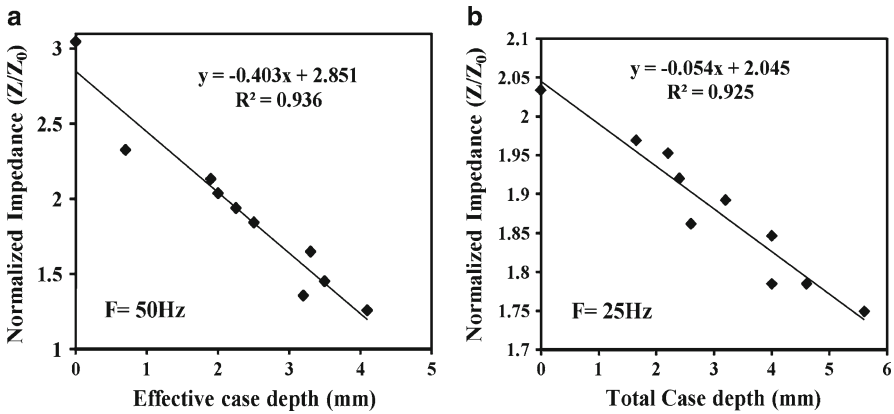 a
Normalized Impedance (Z/Z₀)
3
2.5
2
1.5
1
y = -0.403x + 2.851
R² = 0.936
F= 50Hz
0 1 2 3 4 5
Effective case depth (mm)
b
Normalized Impedance (Z/Z₀)
2.1
2.05
2
1.95
1.9
1.85
1.8
1.75
1.7
y = -0.054x + 2.045
R² = 0.925
F= 25Hz
0 1 2 3 4 5 6
Total Case depth (mm)